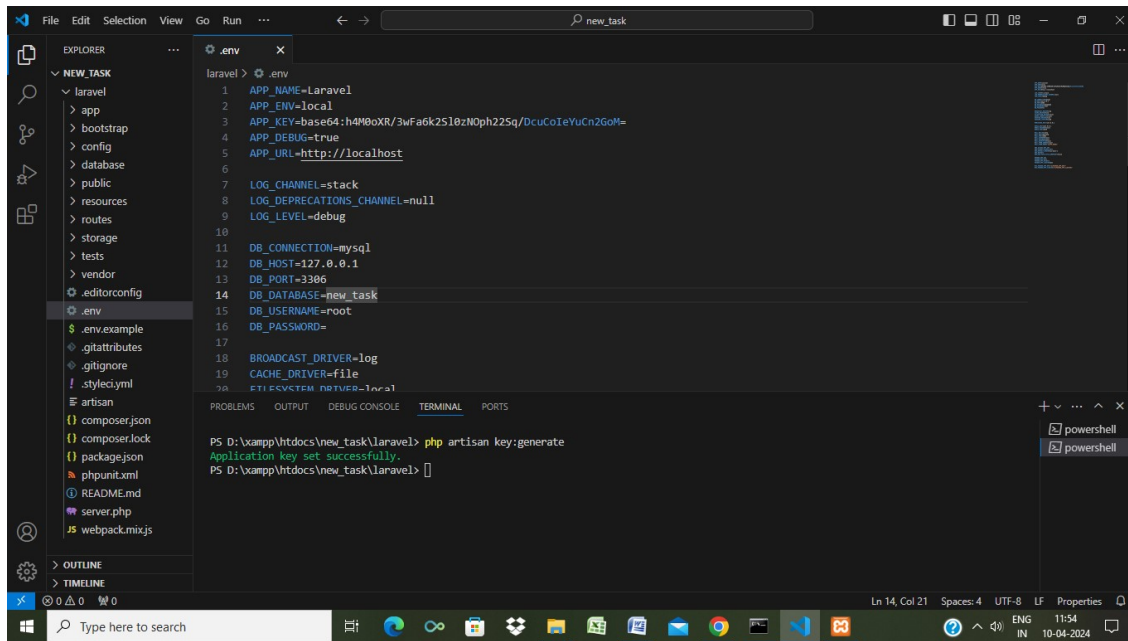 File Edit Selection View Go Run ...
new_task
EXPLORER
.env
NEW_TASK
laravel > .env
laravel
app
bootstrap
config
database
public
resources
routes
storage
tests
vendor
.editorconfig
.env
.env.example
.gitattributes
.gitignore
.styleci.yml
artisan
composer.json
composer.lock
package.json
phpunit.xml
README.md
server.php
webpack.mix.js
OUTLINE
TIMELINE
1 APP_NAME=Laravel
2 APP_ENV=local
3 APP_KEY=base64:h4M0oXR/3wFa6k2Sl0zNOph22Sq/DcuCoIeYuCn2GoM=
4 APP_DEBUG=true
5 APP_URL=http://localhost
6
7 LOG_CHANNEL=stack
8 LOG_DEPRECATIONS_CHANNEL=null
9 LOG_LEVEL=debug
10
11 DB_CONNECTION=mysql
12 DB_HOST=127.0.0.1
13 DB_PORT=3306
14 DB_DATABASE=new_task
15 DB_USERNAME=root
16 DB_PASSWORD=
17
18 BROADCAST_DRIVER=log
19 CACHE_DRIVER=file
20 FILESYSTEM_DRIVER=local
PROBLEMS OUTPUT DEBUG CONSOLE TERMINAL PORTS
PS D:\xampp\htdocs\new_task\laravel> php artisan key:generate
Application key set successfully.
PS D:\xampp\htdocs\new_task\laravel>
powershell
powershell
0 0 0 Ln 14, Col 21 Spaces: 4 UTF-8 LF Properties
Type here to search
ENG 11:54
IN 10-04-2024